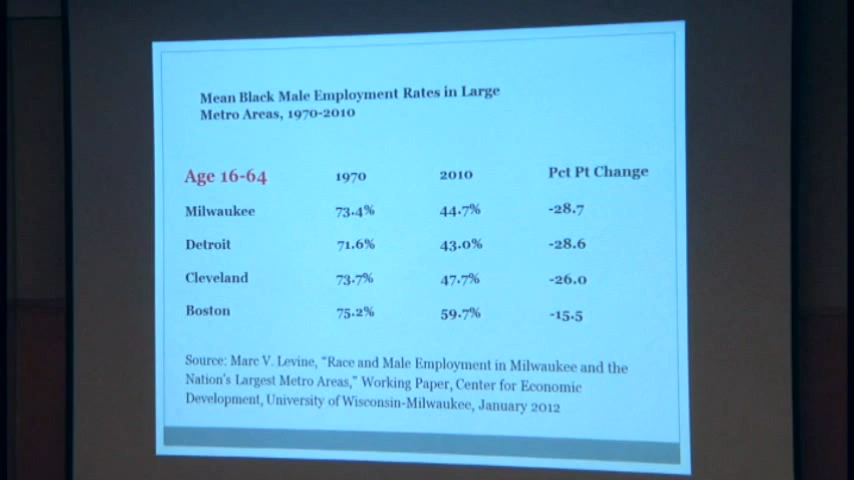 Mean Black Male Employment Rates in Large
Metro Areas, 1970-2010
Age 16-64 1970 2010 Pct Pt Change
Milwaukee 73.4% 44.7% -28.7
Detroit 71.6% 43.0% -28.6
Cleveland 73.7% 47.7% -26.0
Boston 75.2% 59.7% -15.5
Source: Marc V. Levine, "Race and Male Employment in Milwaukee and the
Nation's Largest Metro Areas," Working Paper, Center for Economic
Development, University of Wisconsin-Milwaukee, January 2012